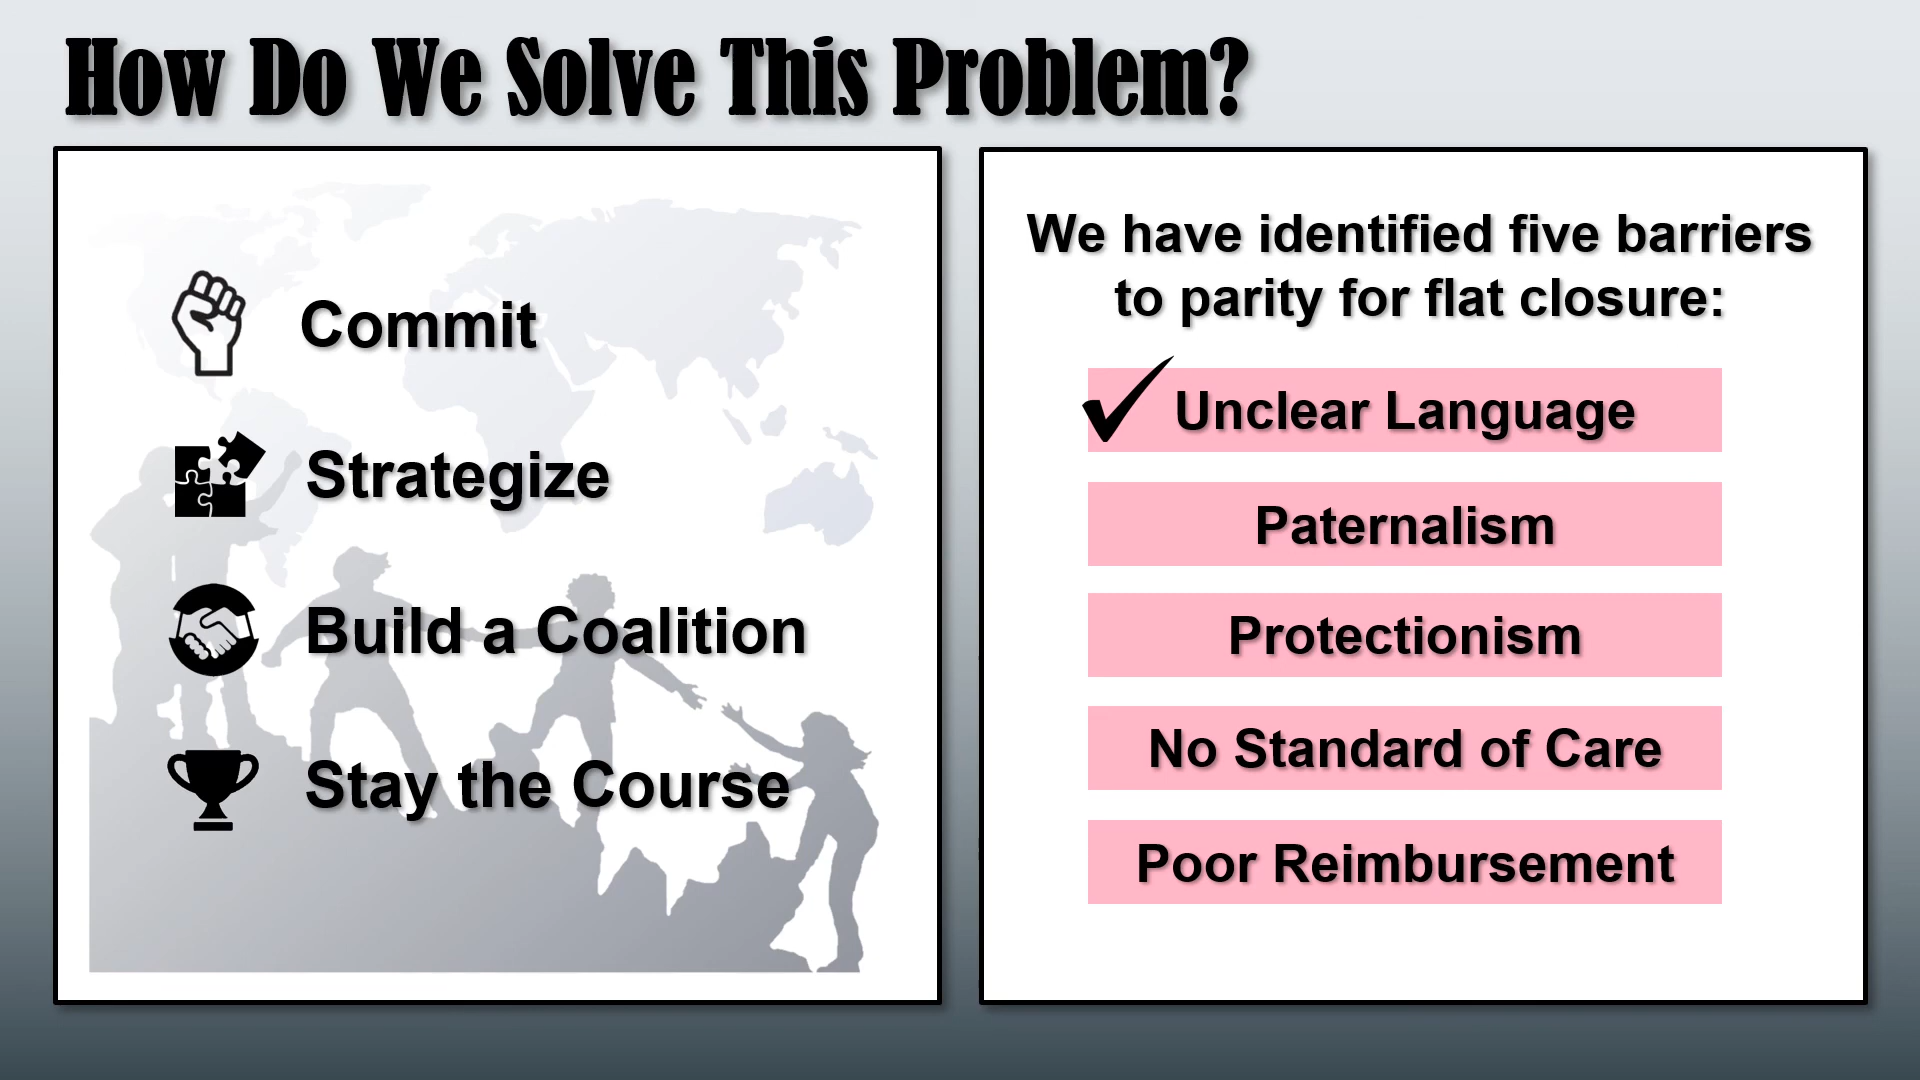 How Do We Solve This Problem?
Commit
Strategize
Build a Coalition
Stay the Course
We have identified five barriers
to parity for flat closure:
Unclear Language
Paternalism
Protectionism
No Standard of Care
Poor Reimbursement